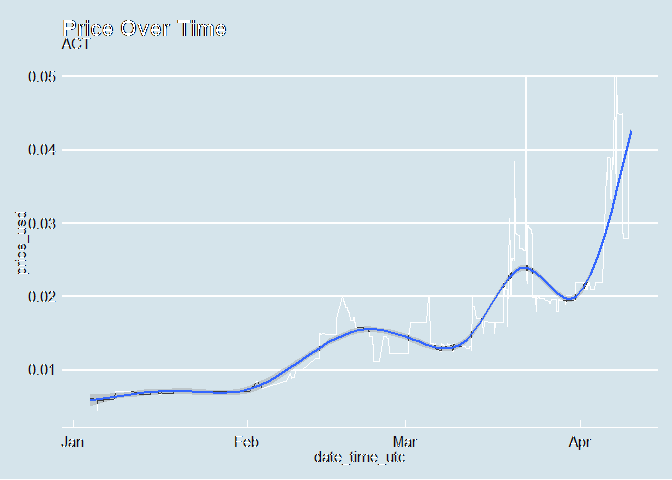 Price Over Time
ACT
0.05
0.04
0.03
0.02
0.01
price_usd
Jan Feb Mar Apr
date_time_utc